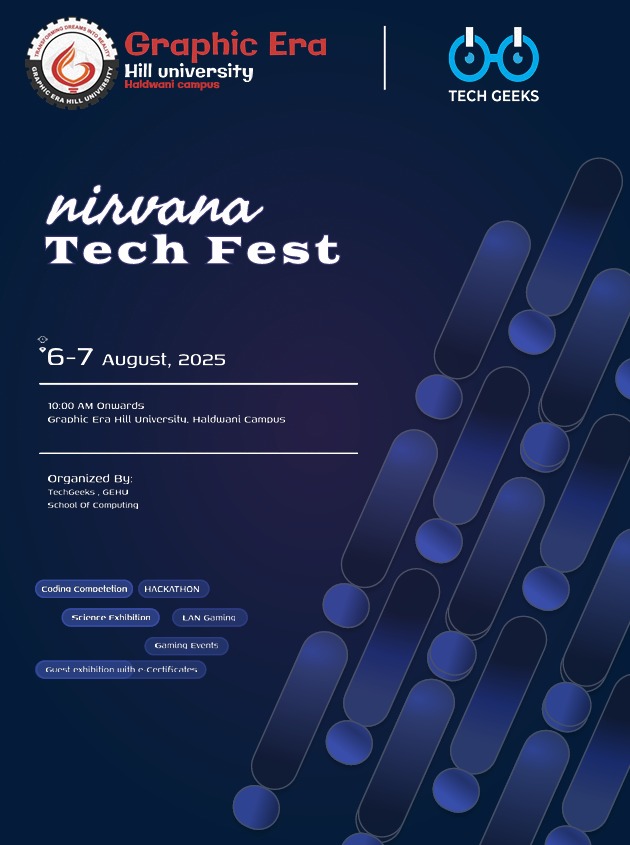 TRANSFORMING DREAMS INTO REALITY
GRAPHIC ERA HILL UNIVERSITY
Graphic Era
Hill university
Haldwani campus
TECH GEEKS
nirvana
Tech Fest
6-7 August, 2025
10:00 AM Onwards
Graphic Era Hill University, Haldwani Campus
Organized By:
TechGeeks , GEHU
School Of Computing
Coding Competetion
HACKATHON
Science Exhibition
LAN Gaming
Gaming Events
Guest exhibition with e-Certificates